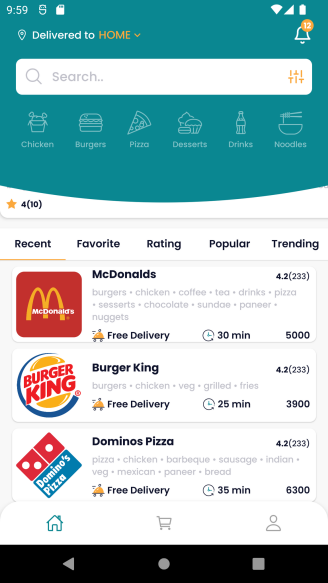 9:59
12
Delivered to HOME
Search..
Chicken Burgers Pizza Desserts Drinks Noodles
4(10)
Recent Favorite Rating Popular Trending
McDonald's
McDonalds 4.2(233)
burgers • chicken • coffee • tea • drinks • pizza
• sesserts • chocolate • sundae • paneer •
nuggets
Free Delivery 30 min 5000
BURGER
KING
®
Burger King 4.2(233)
burgers • chicken • veg • grilled • fries
Free Delivery 25 min 3900
Domino's
Pizza
Dominos Pizza 4.2(233)
pizza • chicken • barbeque • sausage • indian •
veg • mexican • paneer • bread
Free Delivery 35 min 6300